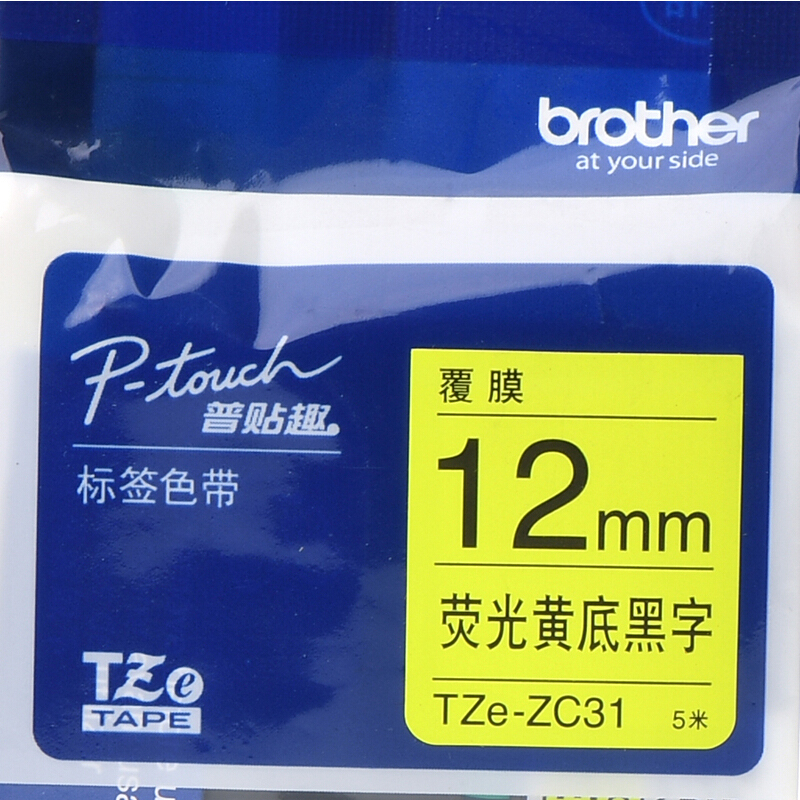 brother
at your side
P-touch
普贴趣
标签色带
TZe
TAPE
覆膜
12mm
荧光黄底黑字
TZe-ZC31 5米